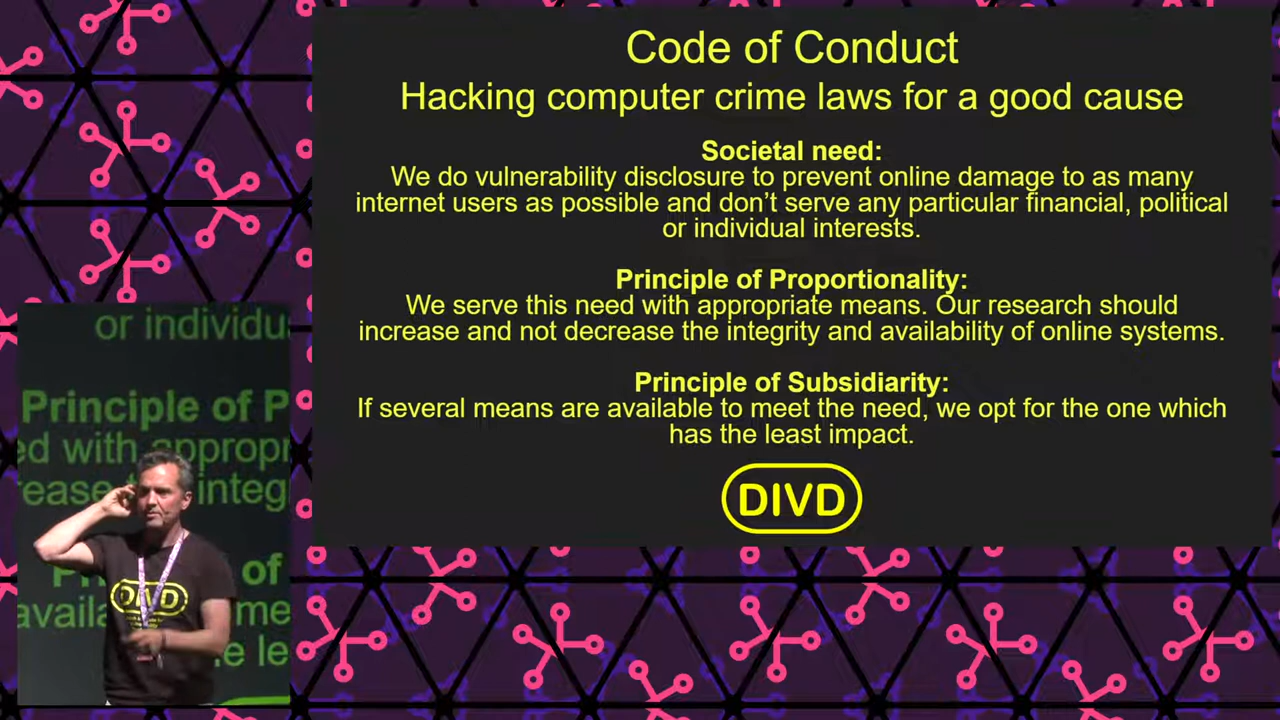 Code of Conduct
Hacking computer crime laws for a good cause
Societal need:
We do vulnerability disclosure to prevent online damage to as many
internet users as possible and don’t serve any particular financial, political
or individual interests.
Principle of Proportionality:
We serve this need with appropriate means. Our research should
increase and not decrease the integrity and availability of online systems.
Principle of Subsidiarity:
If several means are available to meet the need, we opt for the one which
has the least impact.
DIVD
or individu
Principle of P
ed with appropr
rease integ
of
availa me
e le
DIVD